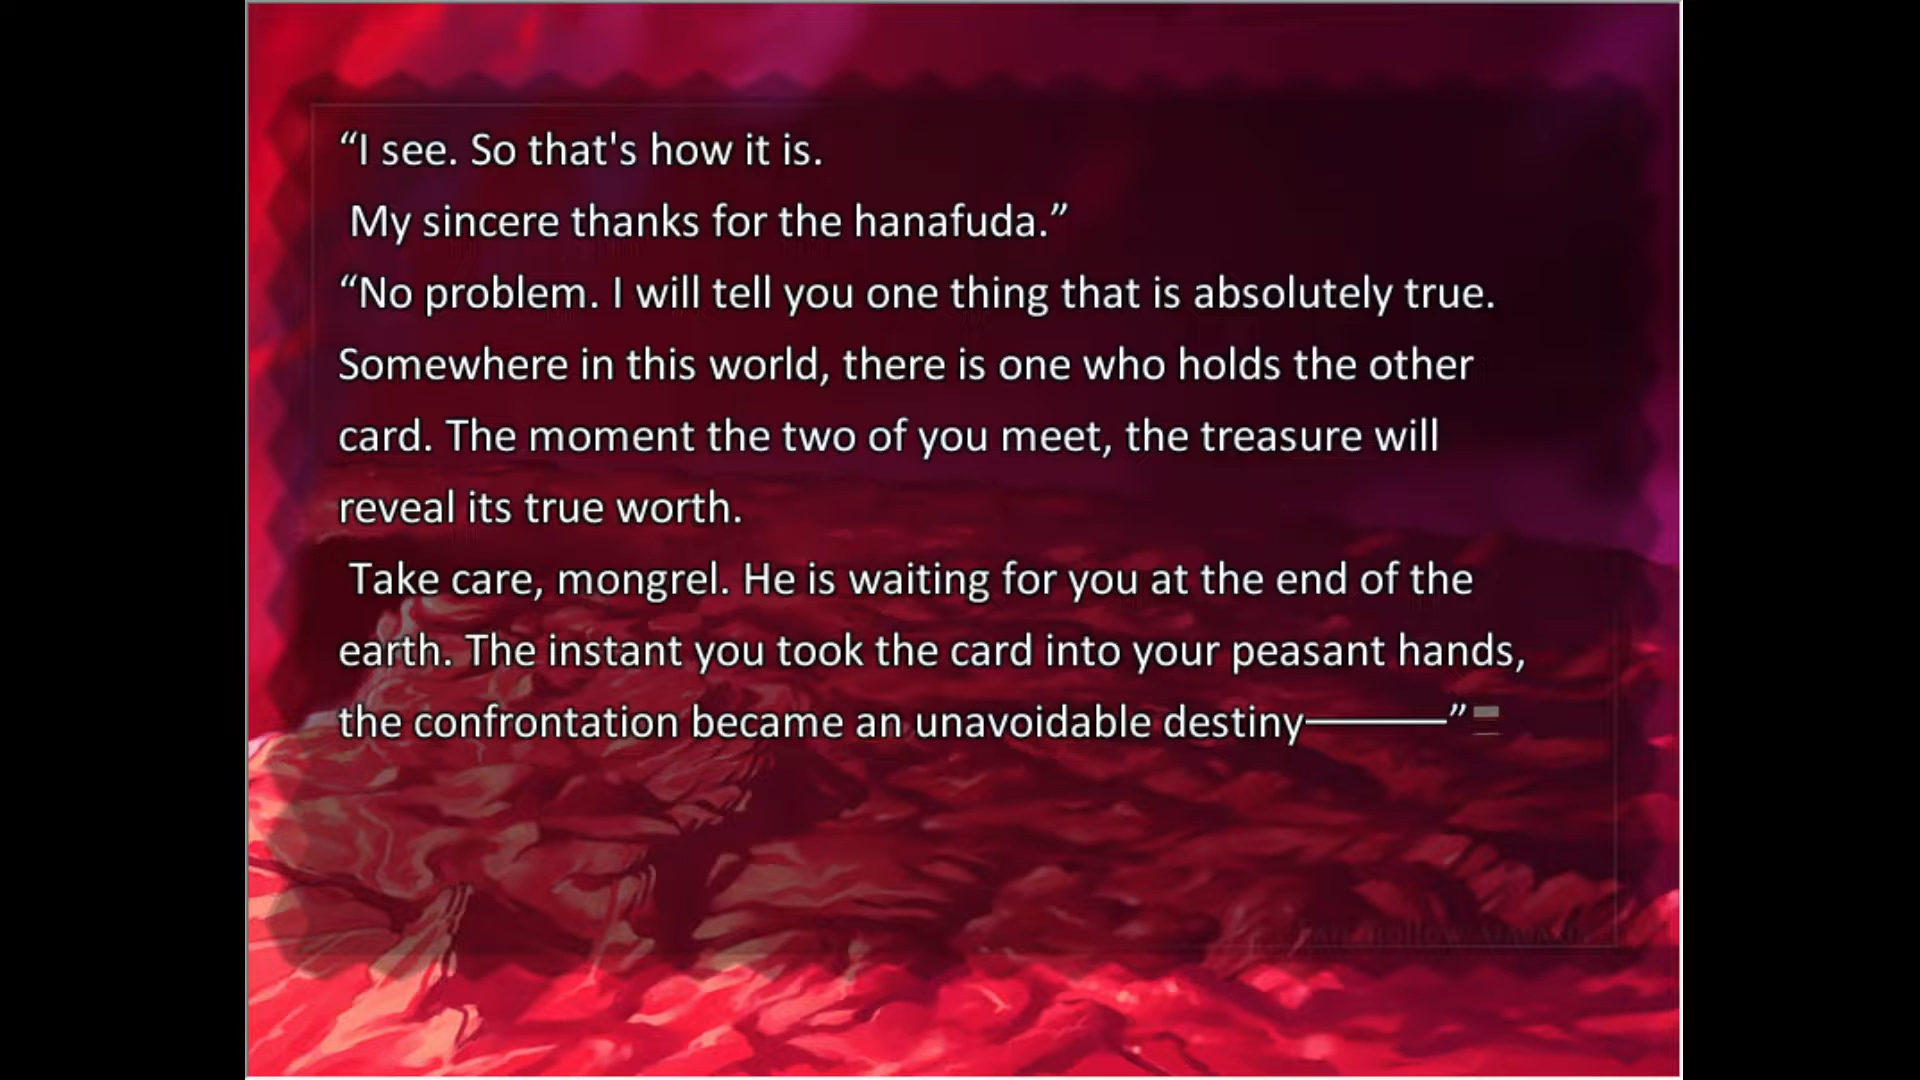 “I see. So that's how it is.
My sincere thanks for the hanafuda.”
“No problem. I will tell you one thing that is absolutely true.
Somewhere in this world, there is one who holds the other
card. The moment the two of you meet, the treasure will
reveal its true worth.
Take care, mongrel. He is waiting for you at the end of the
earth. The instant you took the card into your peasant hands,
the confrontation became an unavoidable destiny————”